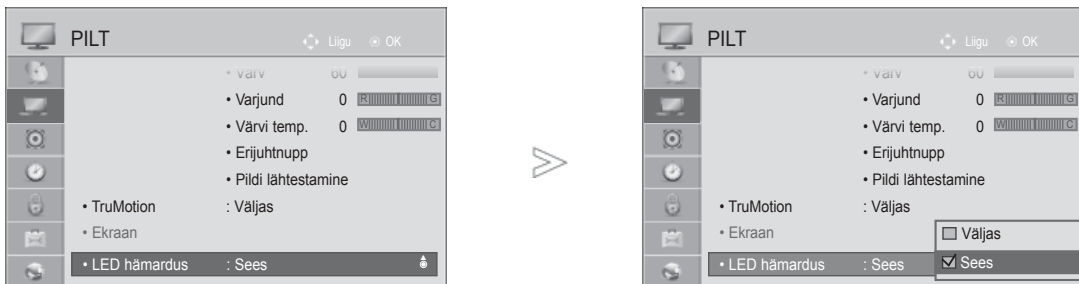 PILT Liigu OK
• Värv 60
• Varjund 0 R G
• Värvi temp. 0 W C
• Erijuhtnupp
• Pildi lähtestamine
• TruMotion : Väljas
• Ekraan
• LED hämardus : Sees
PILT Liigu OK
• Värv 60
• Varjund 0 R G
• Värvi temp. 0 W C
• Erijuhtnupp
• Pildi lähtestamine
• TruMotion : Väljas
• Ekraan
Väljas
• LED hämardus : Sees
Sees